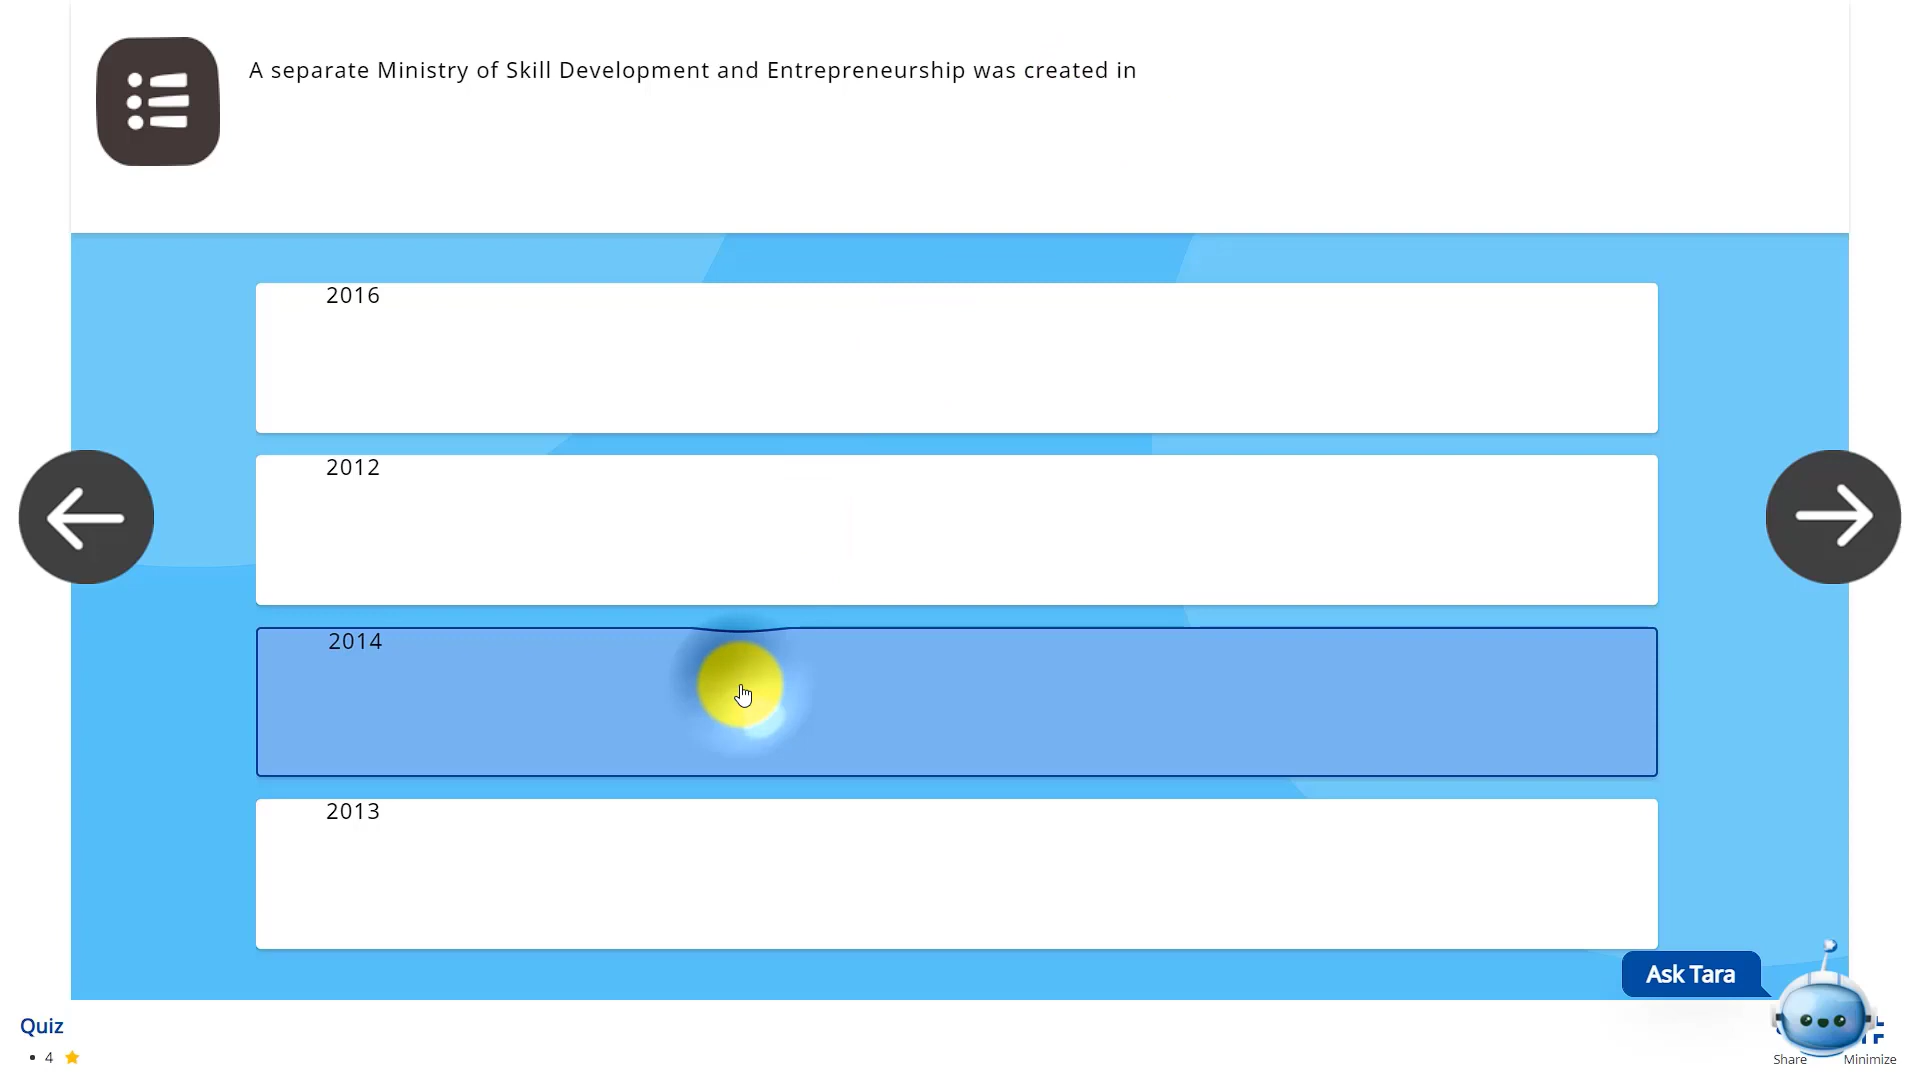 A separate Ministry of Skill Development and Entrepreneurship was created in
2016
2012
2014
2013
Ask Tara
Quiz
• 4
Share
Minimize